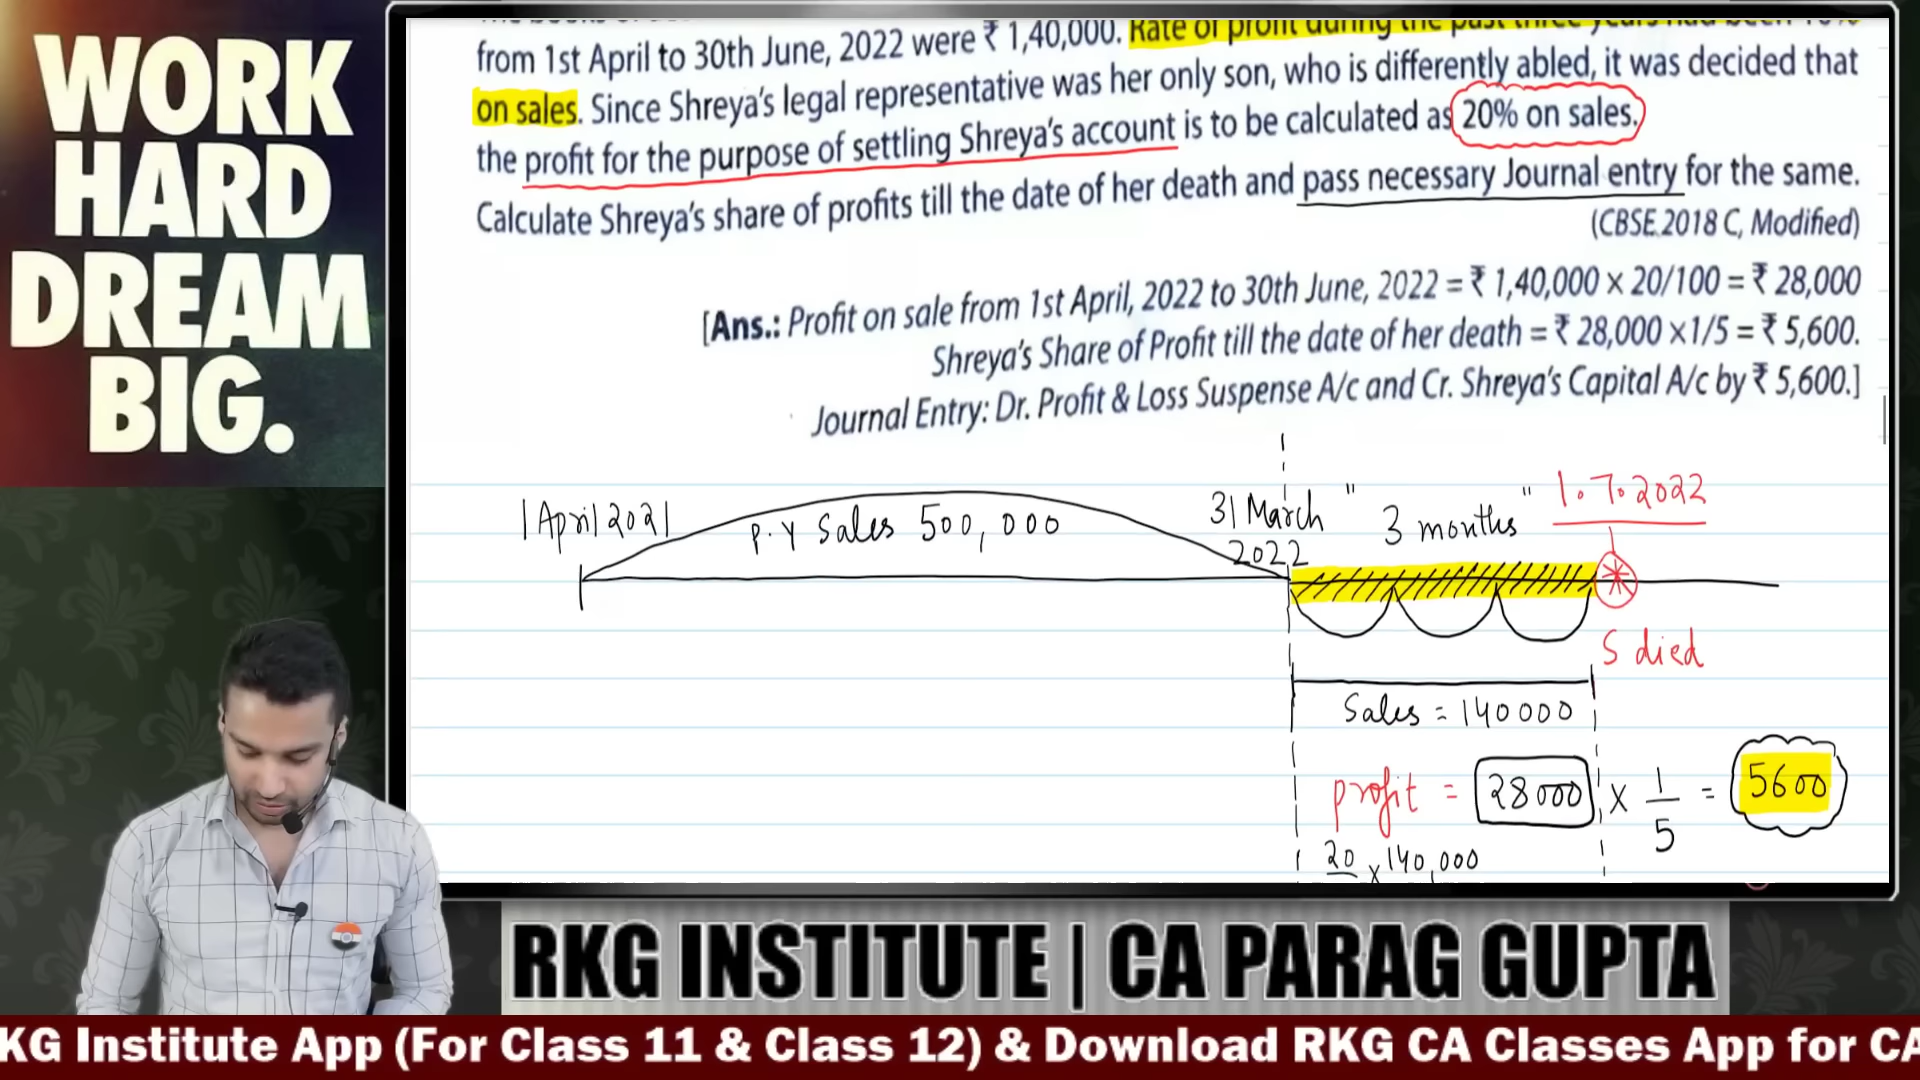 WORK
HARD
DREAM
BIG.
from 1st April to 30th June, 2022 were ₹ 1,40,000. Rate of profit during the past three years had been 10%
on sales. Since Shreya's legal representative was her only son, who is differently abled, it was decided that
the profit for the purpose of settling Shreya's account is to be calculated as 20% on sales.
Calculate Shreya's share of profits till the date of her death and pass necessary Journal entry for the same.
(CBSE 2018 C, Modified)
[Ans.: Profit on sale from 1st April, 2022 to 30th June, 2022 = ₹ 1,40,000 × 20/100 = ₹ 28,000
Shreya's Share of Profit till the date of her death = ₹ 28,000 ×1/5 = ₹ 5,600.
Journal Entry: Dr. Profit & Loss Suspense A/c and Cr. Shreya's Capital A/c by ₹ 5,600.]
1 April 2021
P.Y Sales 500,000
31 March
2022
"3 months"
1.7.2022
S died
Sales = 140000
profit = 28000 × 1/5 = 5600
20 × 140,000
RKG INSTITUTE | CA PARAG GUPTA
KG Institute App (For Class 11 & Class 12) & Download RKG CA Classes App for CA